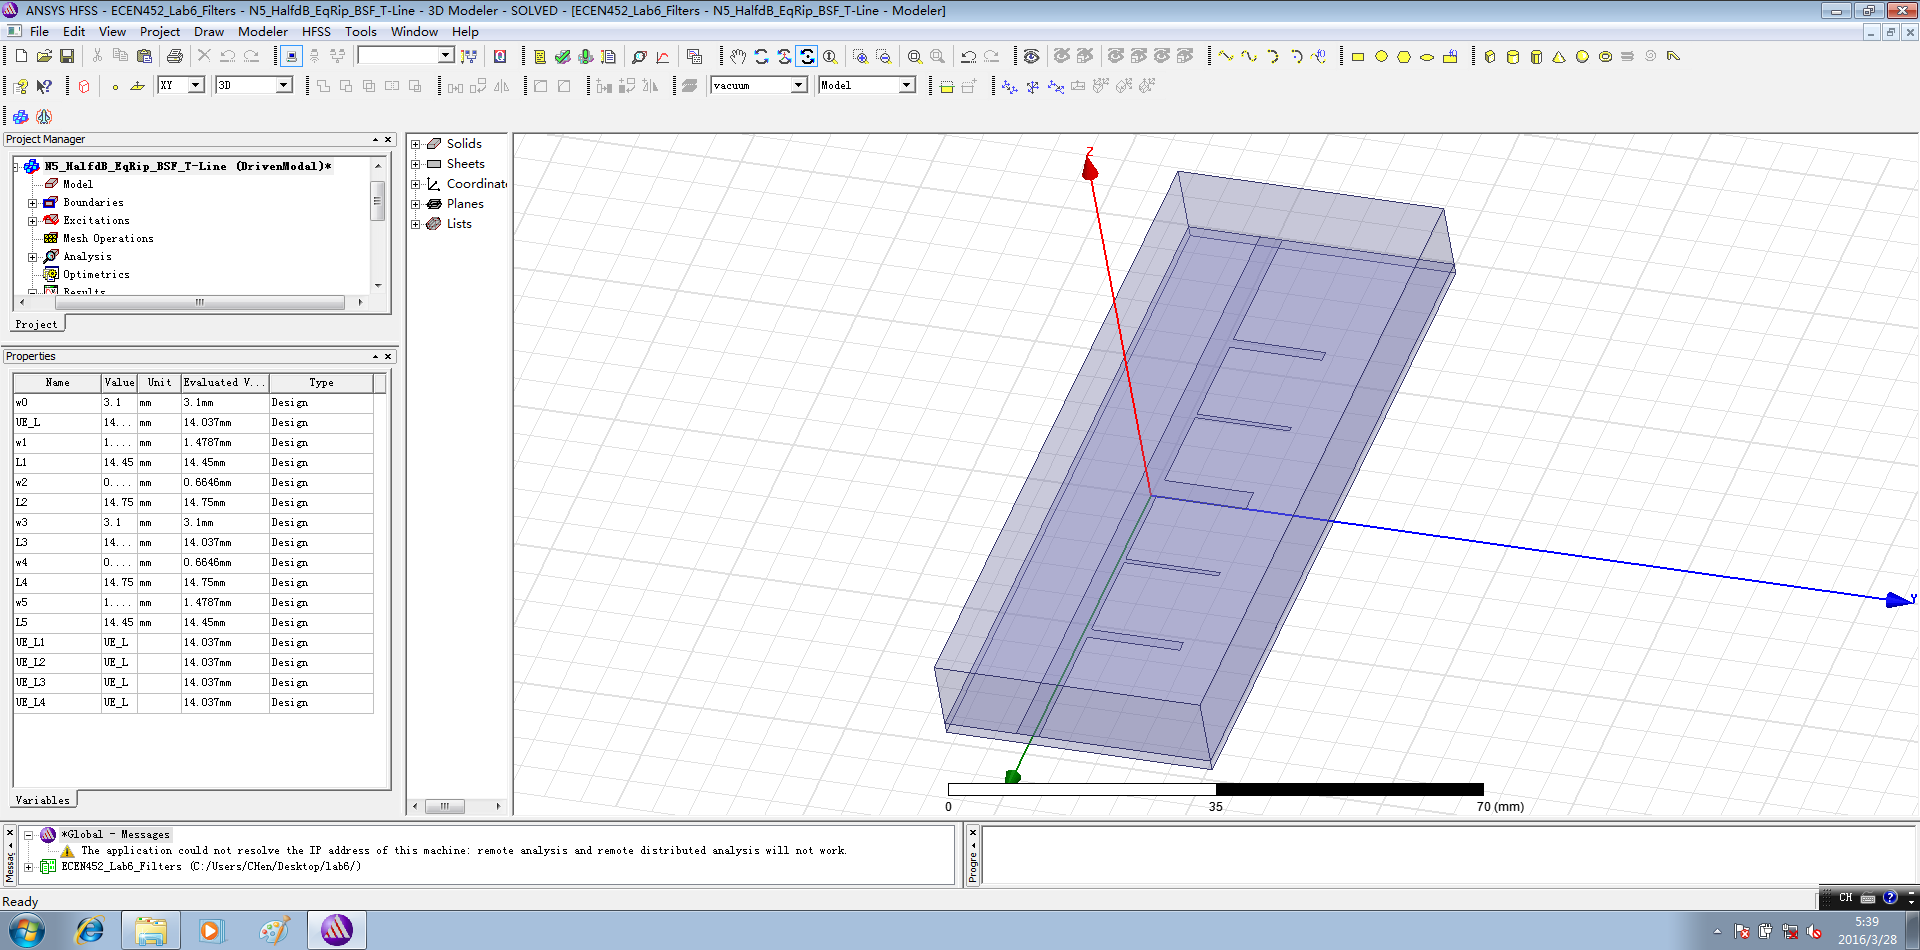 ANSYS HFSS - ECEN452_Lab6_Filters - N5_HalfdB_EqRip_BSF_T-Line - 3D Modeler - SOLVED - [ECEN452_Lab6_Filters - N5_HalfdB_EqRip_BSF_T-Line - Modeler]
File Edit View Project Draw Modeler HFSS Tools Window Help
XY 3D vacuum Model
Project Manager
N5_HalfdB_EqRip_BSF_T-Line (DrivenModal)*
Model
Boundaries
Excitations
Mesh Operations
Analysis
Optimetrics
Results
Project
Solids
Sheets
Coordinat
Planes
Lists
Properties
Name Value Unit Evaluated V... Type
w0 3.1 mm 3.1mm Design
UE_L 14... mm 14.037mm Design
w1 1.... mm 1.4787mm Design
L1 14.45 mm 14.45mm Design
w2 0.... mm 0.6646mm Design
L2 14.75 mm 14.75mm Design
w3 3.1 mm 3.1mm Design
L3 14... mm 14.037mm Design
w4 0.... mm 0.6646mm Design
L4 14.75 mm 14.75mm Design
w5 1.... mm 1.4787mm Design
L5 14.45 mm 14.45mm Design
UE_L1 UE_L 14.037mm Design
UE_L2 UE_L 14.037mm Design
UE_L3 UE_L 14.037mm Design
UE_L4 UE_L 14.037mm Design
Variables
Z
Y
0 35 70 (mm)
Messac
*Global - Messages
The application could not resolve the IP address of this machine: remote analysis and remote distributed analysis will not work.
ECEN452_Lab6_Filters (C:/Users/CHen/Desktop/lab6/)
Progre
Ready
CH
5:39
2016/3/28